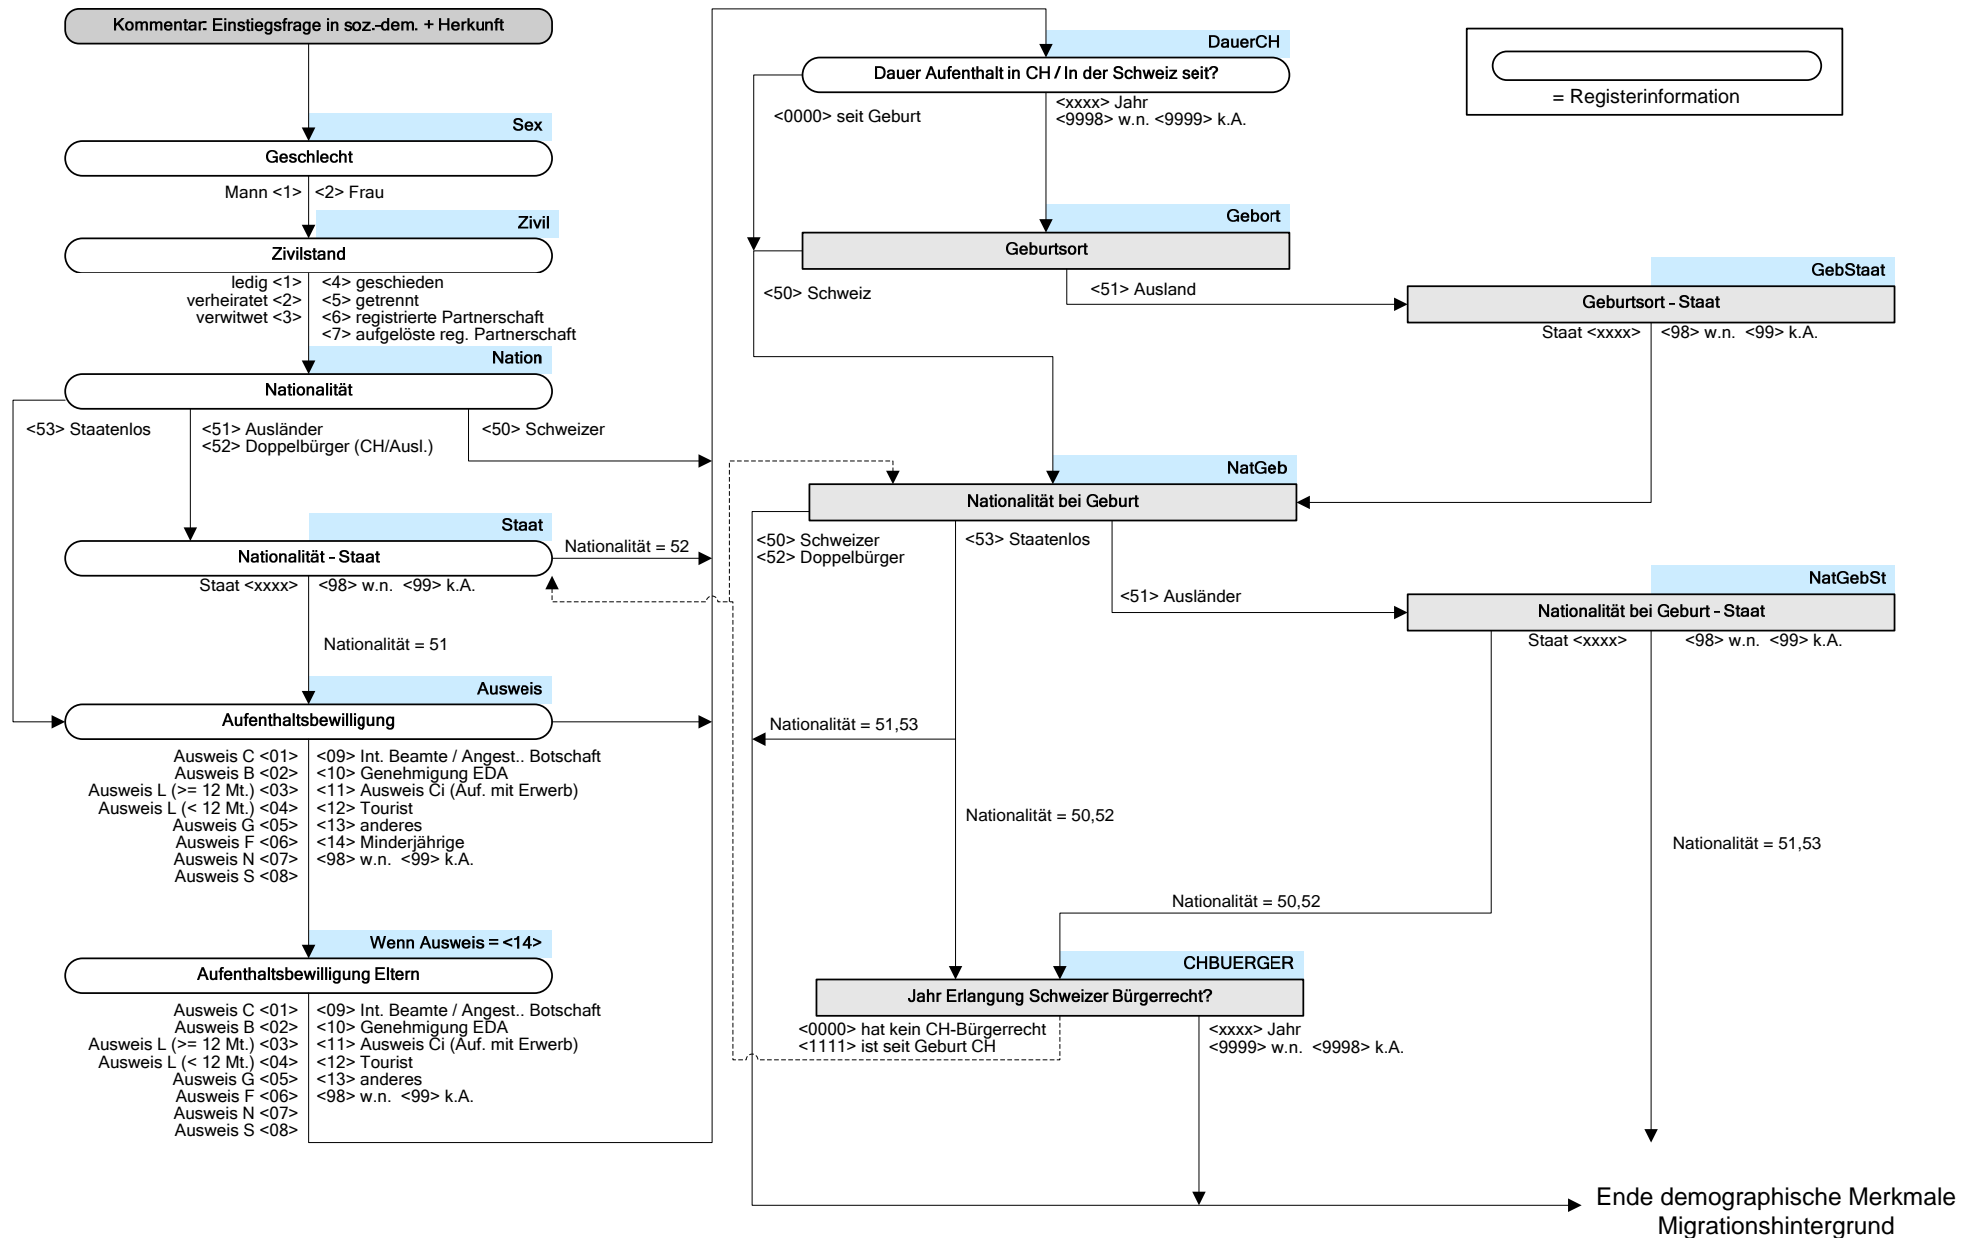 Kommentar: Einstiegsfrage in soz.-dem. + Herkunft
Sex
Geschlecht
Mann <1> <2> Frau
Zivil
Zivilstand
ledig <1> <4> geschieden
verheiratet <2> <5> getrennt
verwitwet <3> <6> registrierte Partnerschaft
<7> aufgelöste reg. Partnerschaft
Nation
Nationalität
<53> Staatenlos
<51> Ausländer
<52> Doppelbürger (CH/Ausl.)
<50> Schweizer
Staat
Nationalität - Staat
Nationalität = 52
Staat <xxxx> <98> w.n. <99> k.A.
Nationalität = 51
Ausweis
Aufenthaltsbewilligung
Ausweis C <01> <09> Int. Beamte / Angest.. Botschaft
Ausweis B <02> <10> Genehmigung EDA
Ausweis L (>= 12 Mt.) <03> <11> Ausweis Ci (Auf. mit Erwerb)
Ausweis L (< 12 Mt.) <04> <12> Tourist
Ausweis G <05> <13> anderes
Ausweis F <06> <14> Minderjährige
Ausweis N <07> <98> w.n. <99> k.A.
Ausweis S <08>
Wenn Ausweis = <14>
Aufenthaltsbewilligung Eltern
Ausweis C <01> <09> Int. Beamte / Angest.. Botschaft
Ausweis B <02> <10> Genehmigung EDA
Ausweis L (>= 12 Mt.) <03> <11> Ausweis Ci (Auf. mit Erwerb)
Ausweis L (< 12 Mt.) <04> <12> Tourist
Ausweis G <05> <13> anderes
Ausweis F <06> <98> w.n. <99> k.A.
Ausweis N <07>
Ausweis S <08>
DauerCH
Dauer Aufenthalt in CH / In der Schweiz seit?
<0000> seit Geburt
<xxxx> Jahr
<9998> w.n. <9999> k.A.
Gebort
Geburtsort
<50> Schweiz
<51> Ausland
GebStaat
Geburtsort - Staat
Staat <xxxx> <98> w.n. <99> k.A.
NatGeb
Nationalität bei Geburt
<50> Schweizer
<52> Doppelbürger
<53> Staatenlos
<51> Ausländer
NatGebSt
Nationalität bei Geburt - Staat
Staat <xxxx> <98> w.n. <99> k.A.
Nationalität = 51,53
Nationalität = 50,52
Nationalität = 51,53
Nationalität = 50,52
CHBUERGER
Jahr Erlangung Schweizer Bürgerrecht?
<0000> hat kein CH-Bürgerrecht
<1111> ist seit Geburt CH
<xxxx> Jahr
<9999> w.n. <9998> k.A.
= Registerinformation
Ende demographische Merkmale
Migrationshintergrund